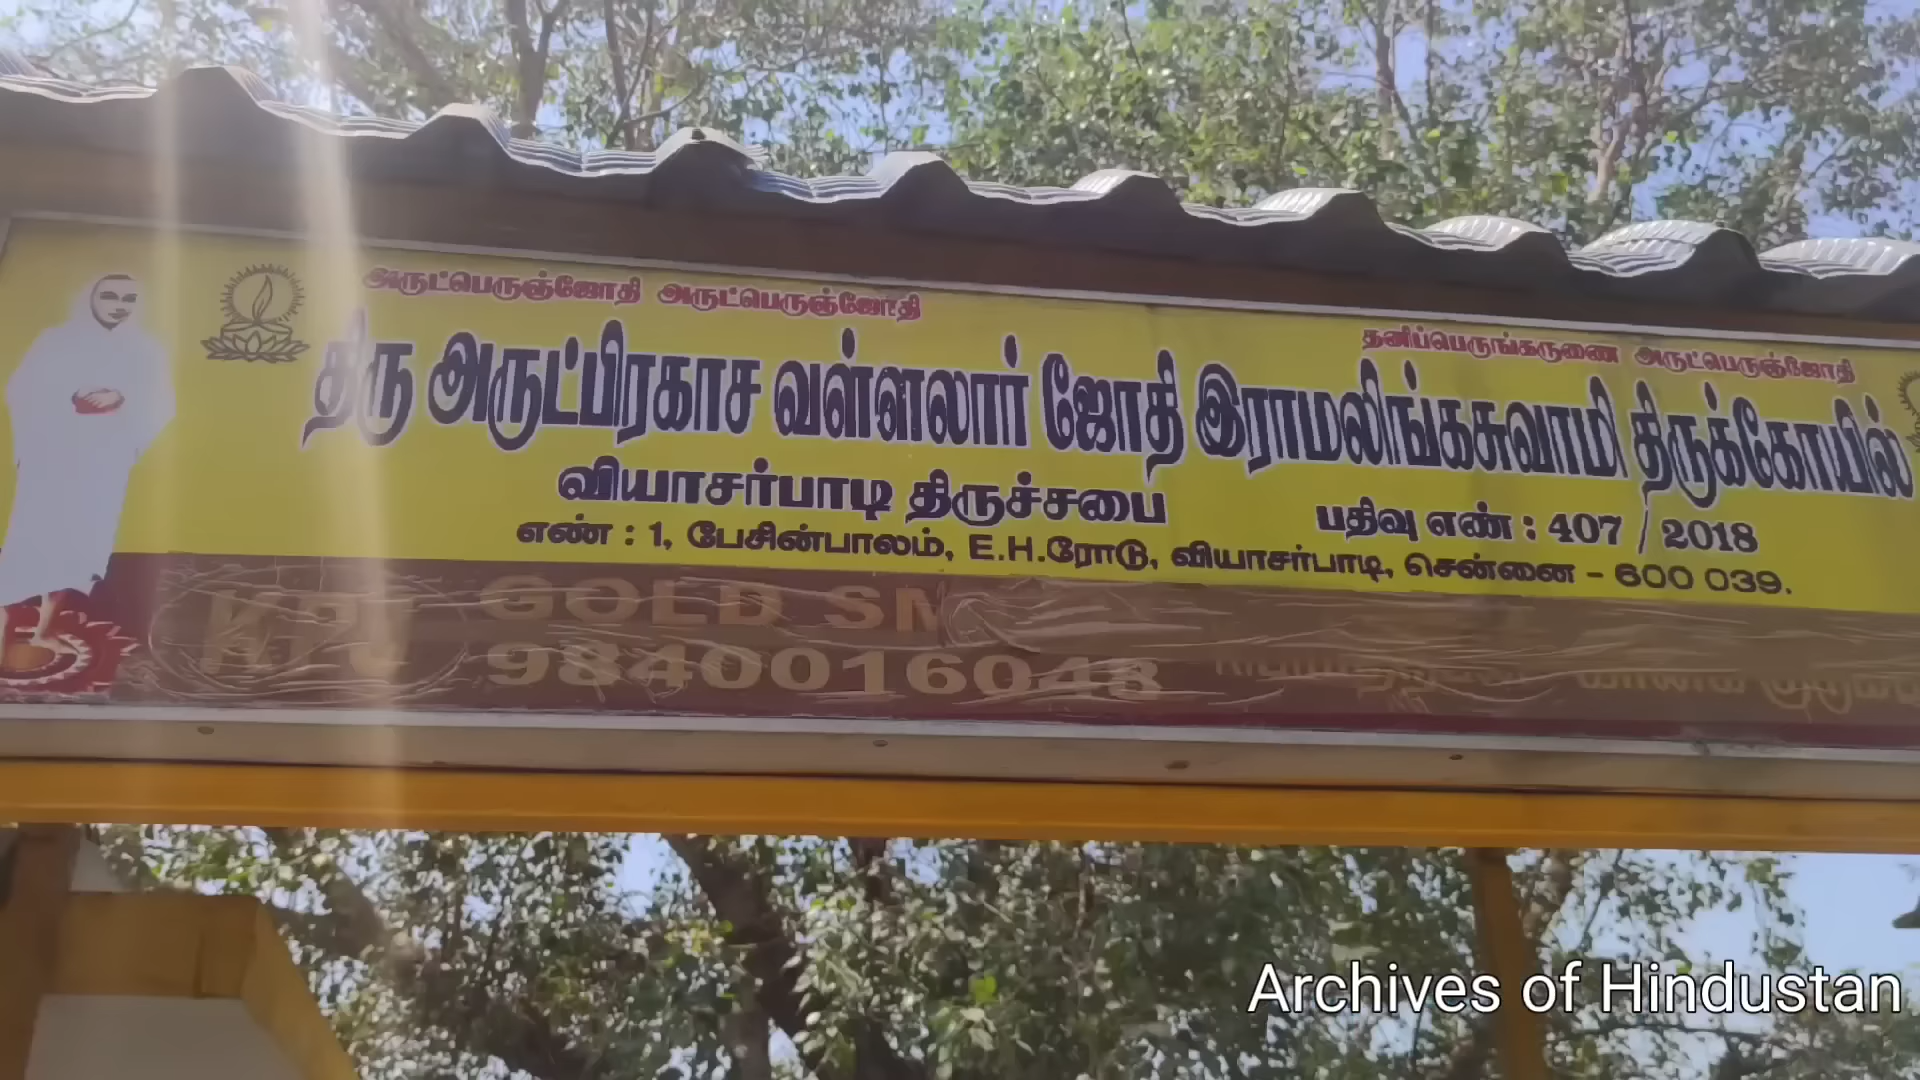 அருட்பெருஞ்ஜோதி அருட்பெருஞ்ஜோதி
தனிப்பெருங்கருணை அருட்பெருஞ்ஜோதி
திரு அருட்பிரகாச வள்ளலார் ஜோதி இராமலிங்கசுவாமி திருக்கோயில்
வியாசர்பாடி திருச்சபை
பதிவு எண் : 407 / 2018
எண் : 1, பேசின்பாலம், E.H.ரோடு, வியாசர்பாடி, சென்னை - 600 039.
GOLD
9840016048
Archives of Hindustan